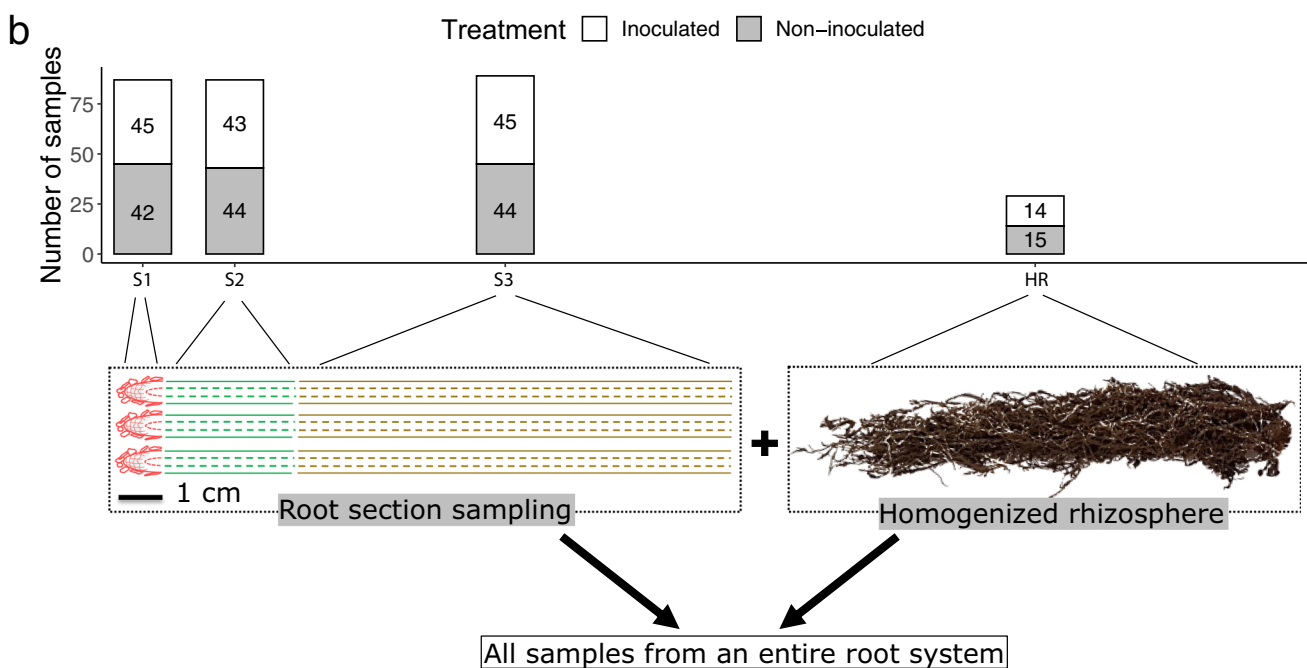 b
Treatment Inoculated Non-inoculated
Number of samples
75
50
25
0
45 43 45 14
42 44 44 15
S1 S2 S3 HR
1 cm
+
Root section sampling Homogenized rhizosphere
All samples from an entire root system